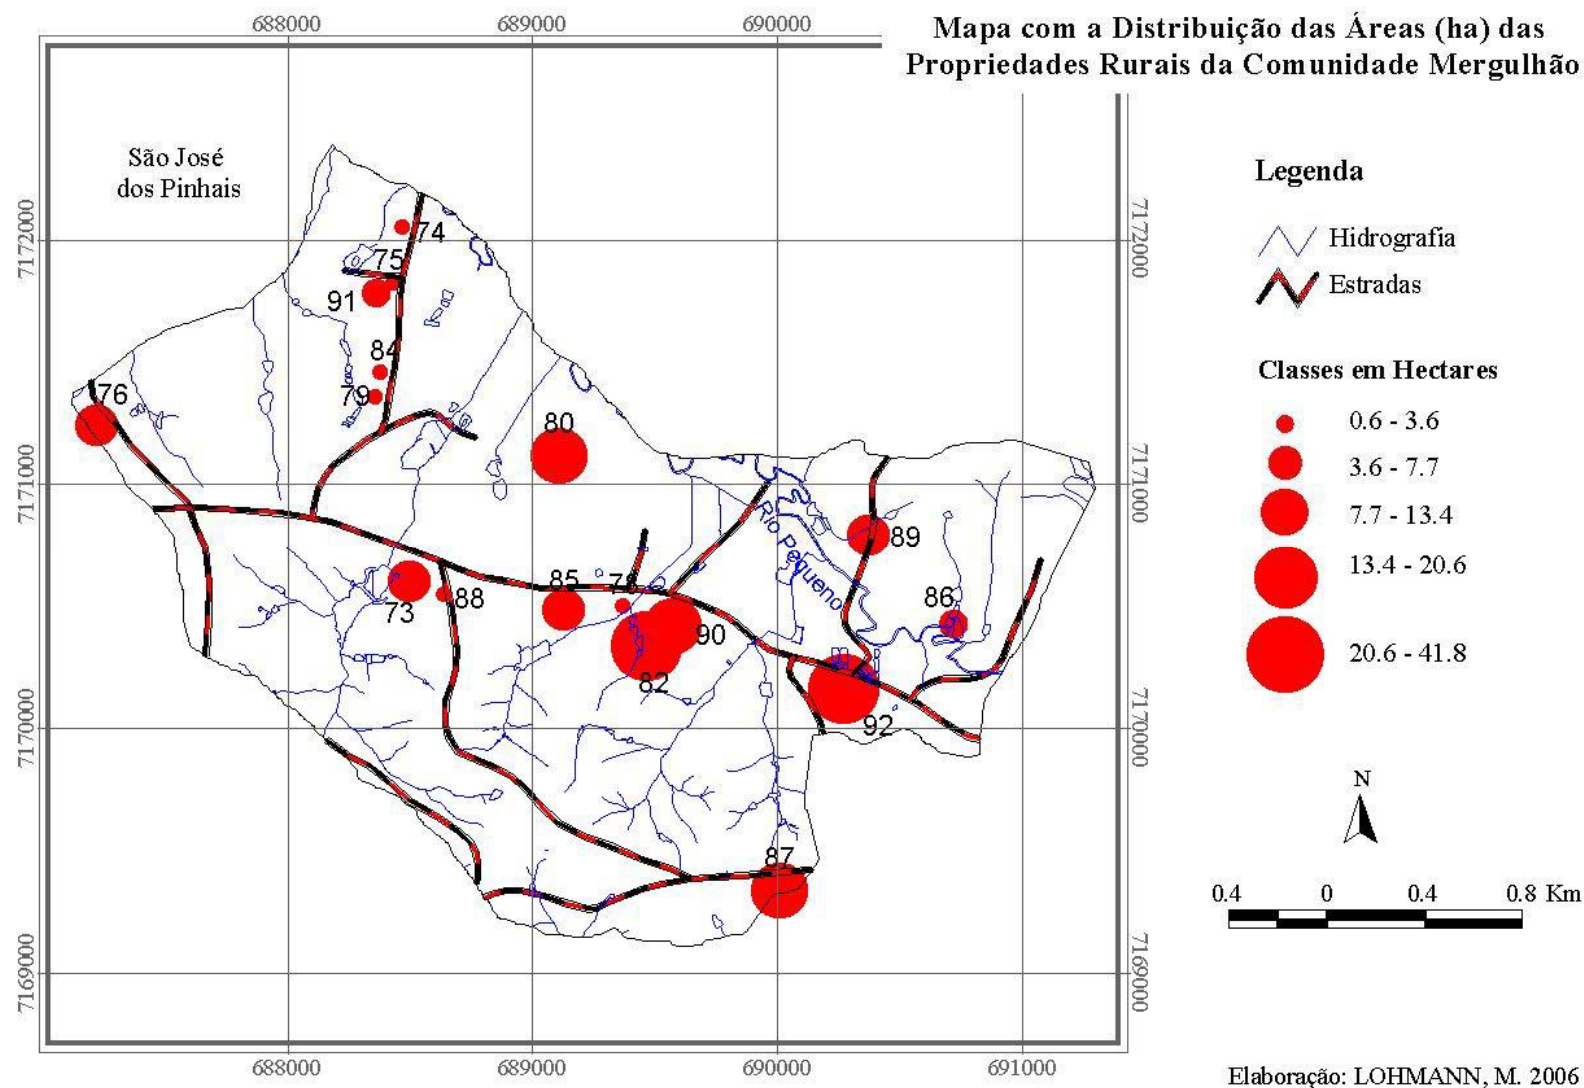 688000
689000
690000
Mapa com a Distribuição das Áreas (ha) das
Propriedades Rurais da Comunidade Mergulhão
São José
dos Pinhais
7172000
7172000
74
75
91
84
79
76
80
7171000
7171000
Rio Pequeno
89
73
88
85
78
90
82
86
92
7170000
7170000
87
7169000
7169000
688000
689000
690000
691000
Legenda
Hidrografia
Estradas
Classes em Hectares
0.6 - 3.6
3.6 - 7.7
7.7 - 13.4
13.4 - 20.6
20.6 - 41.8
N
0.4 0 0.4 0.8 Km
Elaboração: LOHMANN, M. 2006